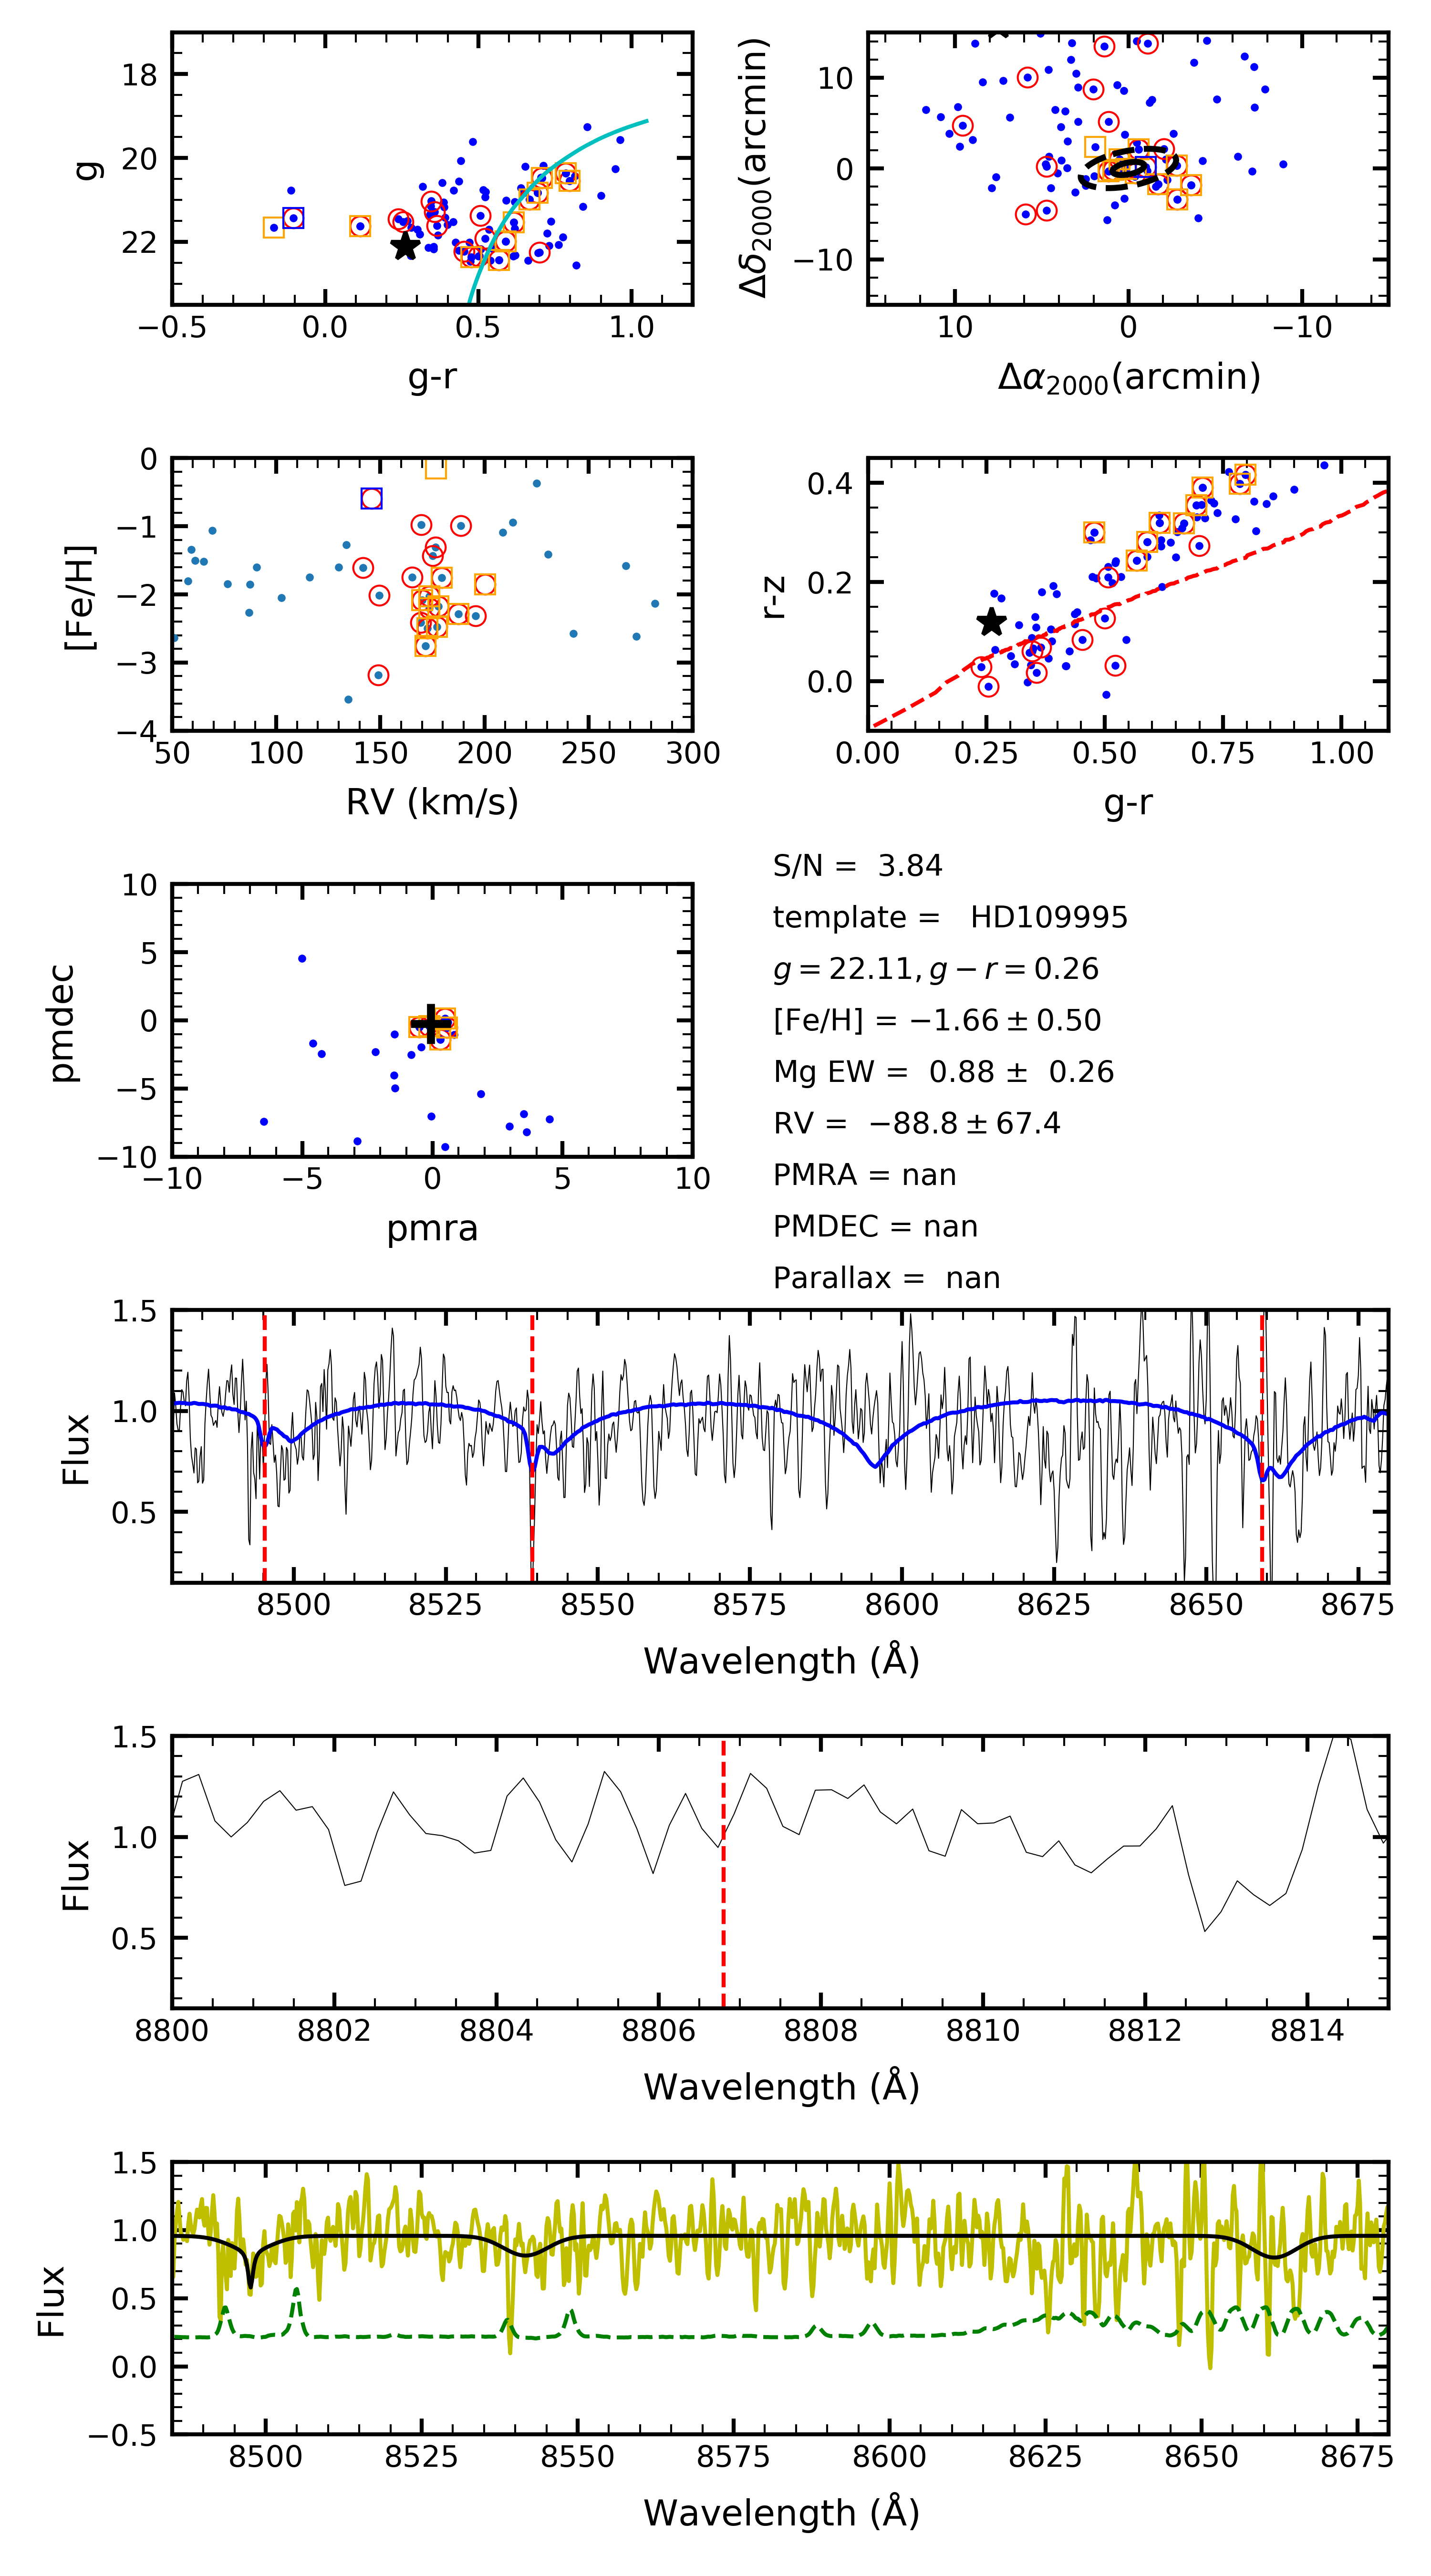 18
20
22
g
−0.5 0.0 0.5 1.0
g-r
10
0
−10
Δδ2000(arcmin)
10 0 −10
Δα2000(arcmin)
0
−1
−2
−3
−4
[Fe/H]
50 100 150 200 250 300
RV (km/s)
0.4
0.2
0.0
r-z
0.00 0.25 0.50 0.75 1.00
g-r
10
5
0
−5
−10
pmdec
−10 −5 0 5 10
pmra
S/N = 3.84
template = HD109995
g = 22.11, g − r = 0.26
[Fe/H] = −1.66 ± 0.50
Mg EW = 0.88 ± 0.26
RV = −88.8 ± 67.4
PMRA = nan
PMDEC = nan
Parallax = nan
1.5
1.0
0.5
Flux
8500 8525 8550 8575 8600 8625 8650 8675
Wavelength (Å)
1.5
1.0
0.5
Flux
8800 8802 8804 8806 8808 8810 8812 8814
Wavelength (Å)
1.5
1.0
0.5
0.0
−0.5
Flux
8500 8525 8550 8575 8600 8625 8650 8675
Wavelength (Å)